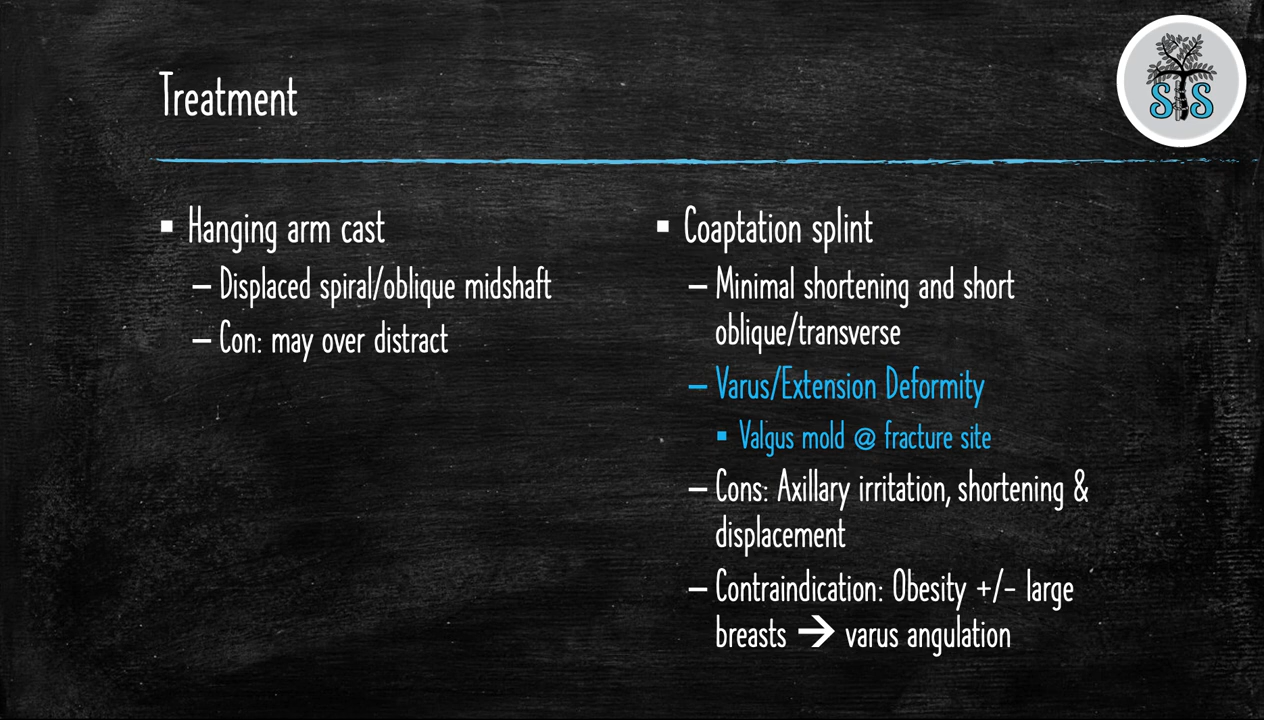 Treatment
SIS
Hanging arm cast
– Displaced spiral/oblique midshaft
– Con: may over distract
Coaptation splint
– Minimal shortening and short
oblique/transverse
– Varus/Extension Deformity
Valgus mold @ fracture site
– Cons: Axillary irritation, shortening &
displacement
– Contraindication: Obesity +/- large
breasts → varus angulation